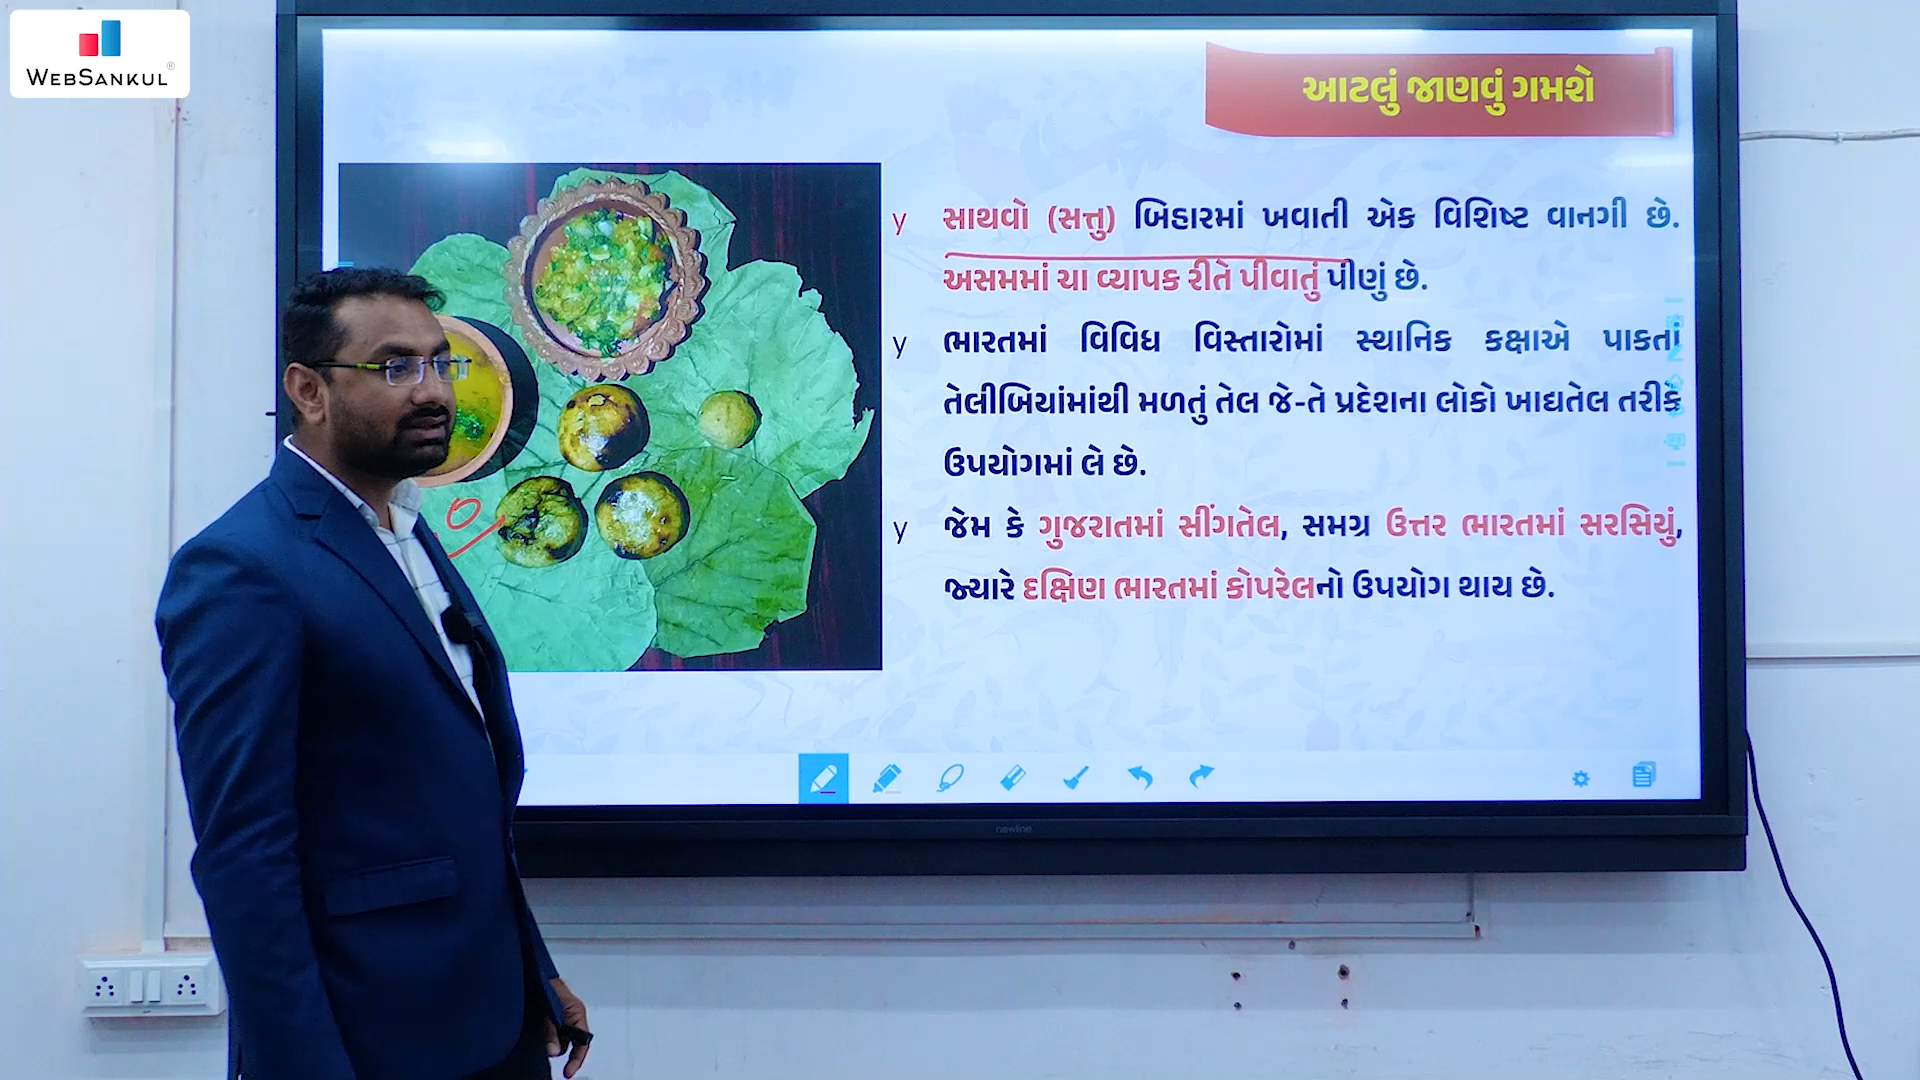 WEBSANKUL®
આટલું જાણવું ગમશે
y સાથવો (સત્તુ) બિહારમાં ખવાતી એક વિશિષ્ટ વાનગી છે.
અસમમાં ચા વ્યાપક રીતે પીવાતું પીણું છે.
y ભારતમાં વિવિધ વિસ્તારોમાં સ્થાનિક કક્ષાએ પાકતાં
તેલીબિયાંમાંથી મળતું તેલ જે-તે પ્રદેશના લોકો ખાદ્યતેલ તરીકે
ઉપયોગમાં લે છે.
y જેમ કે ગુજરાતમાં સીંગતેલ, સમગ્ર ઉત્તર ભારતમાં સરસિયું,
જ્યારે દક્ષિણ ભારતમાં કોપરેલનો ઉપયોગ થાય છે.
newline